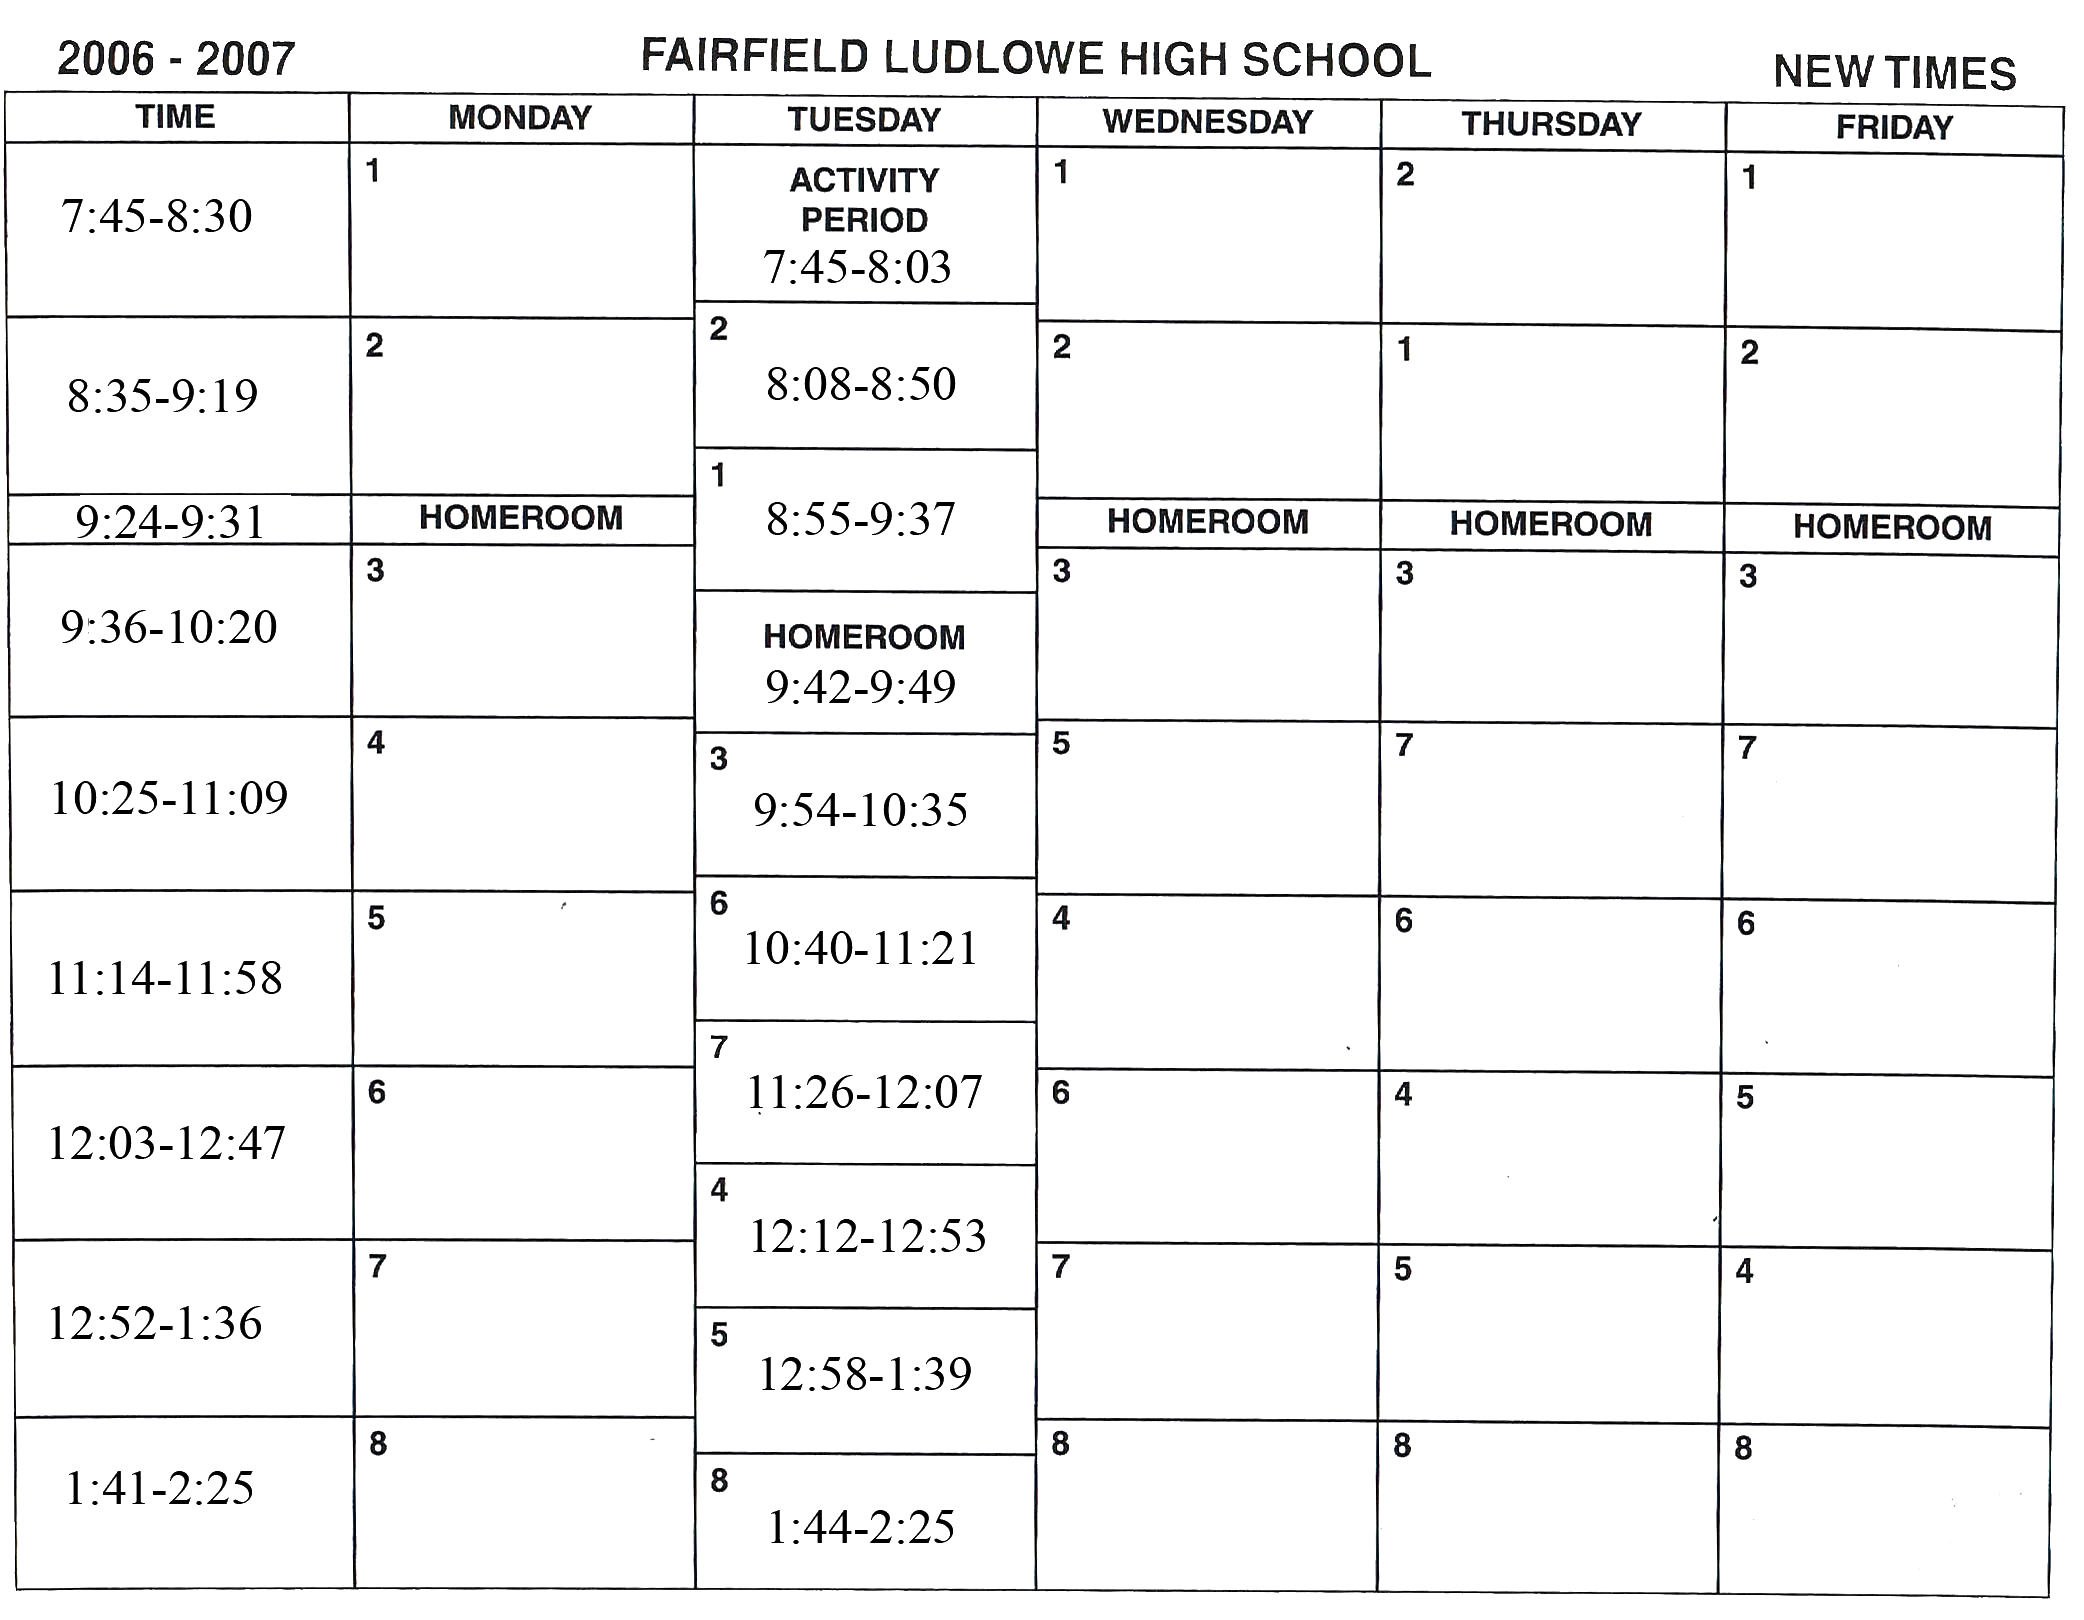 2006 - 2007 FAIRFIELD LUDLOWE HIGH SCHOOL NEW TIMES
TIME MONDAY TUESDAY WEDNESDAY THURSDAY FRIDAY
7:45-8:30 1 ACTIVITY PERIOD 7:45-8:03 1 2 1
8:35-9:19 2 2 8:08-8:50 2 1 2
1 8:55-9:37
9:24-9:31 HOMEROOM HOMEROOM HOMEROOM HOMEROOM
9:36-10:20 3 HOMEROOM 9:42-9:49 3 3 3
10:25-11:09 4 3 9:54-10:35 5 7 7
11:14-11:58 5 6 10:40-11:21 4 6 6
12:03-12:47 6 7 11:26-12:07 6 4 5
4 12:12-12:53
12:52-1:36 7 5 12:58-1:39 7 5 4
1:41-2:25 8 8 1:44-2:25 8 8 8